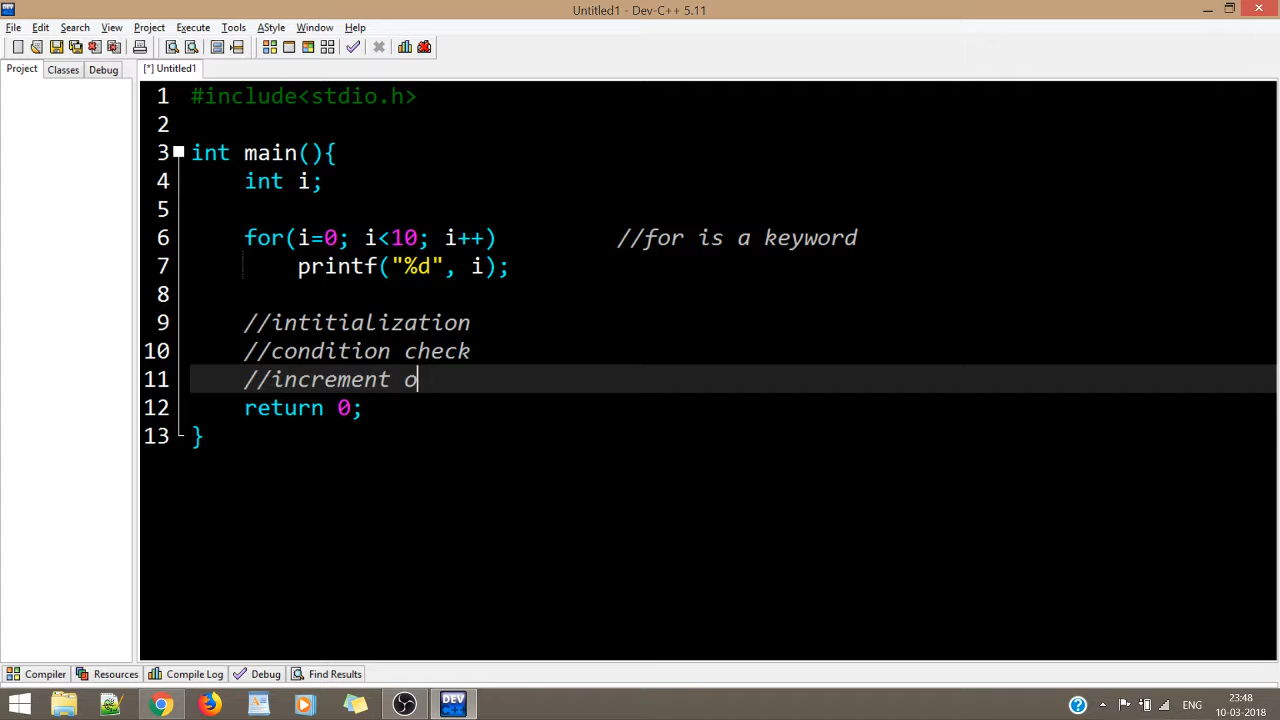 Untitled1 - Dev-C++ 5.11
File Edit Search View Project Execute Tools AStyle Window Help
Project Classes Debug [*] Untitled1
1 #include<stdio.h>
2
3 int main(){
4 int i;
5
6 for(i=0; i<10; i++) //for is a keyword
7 printf("%d", i);
8
9 //intitialization
10 //condition check
11 //increment o
12 return 0;
13 }
Compiler Resources Compile Log Debug Find Results
DEV C++ ENG 23:48
10-03-2018